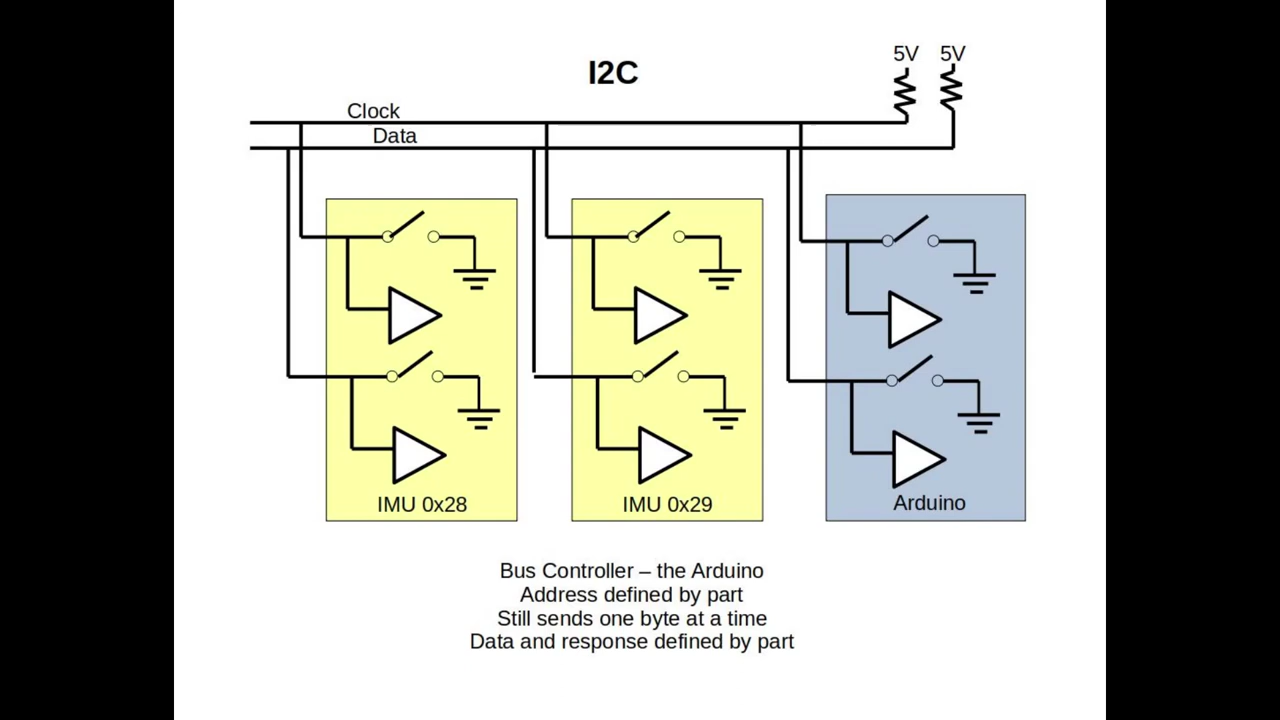 5V 5V
I2C
Clock
Data
IMU 0x28
IMU 0x29
Arduino
Bus Controller – the Arduino
Address defined by part
Still sends one byte at a time
Data and response defined by part